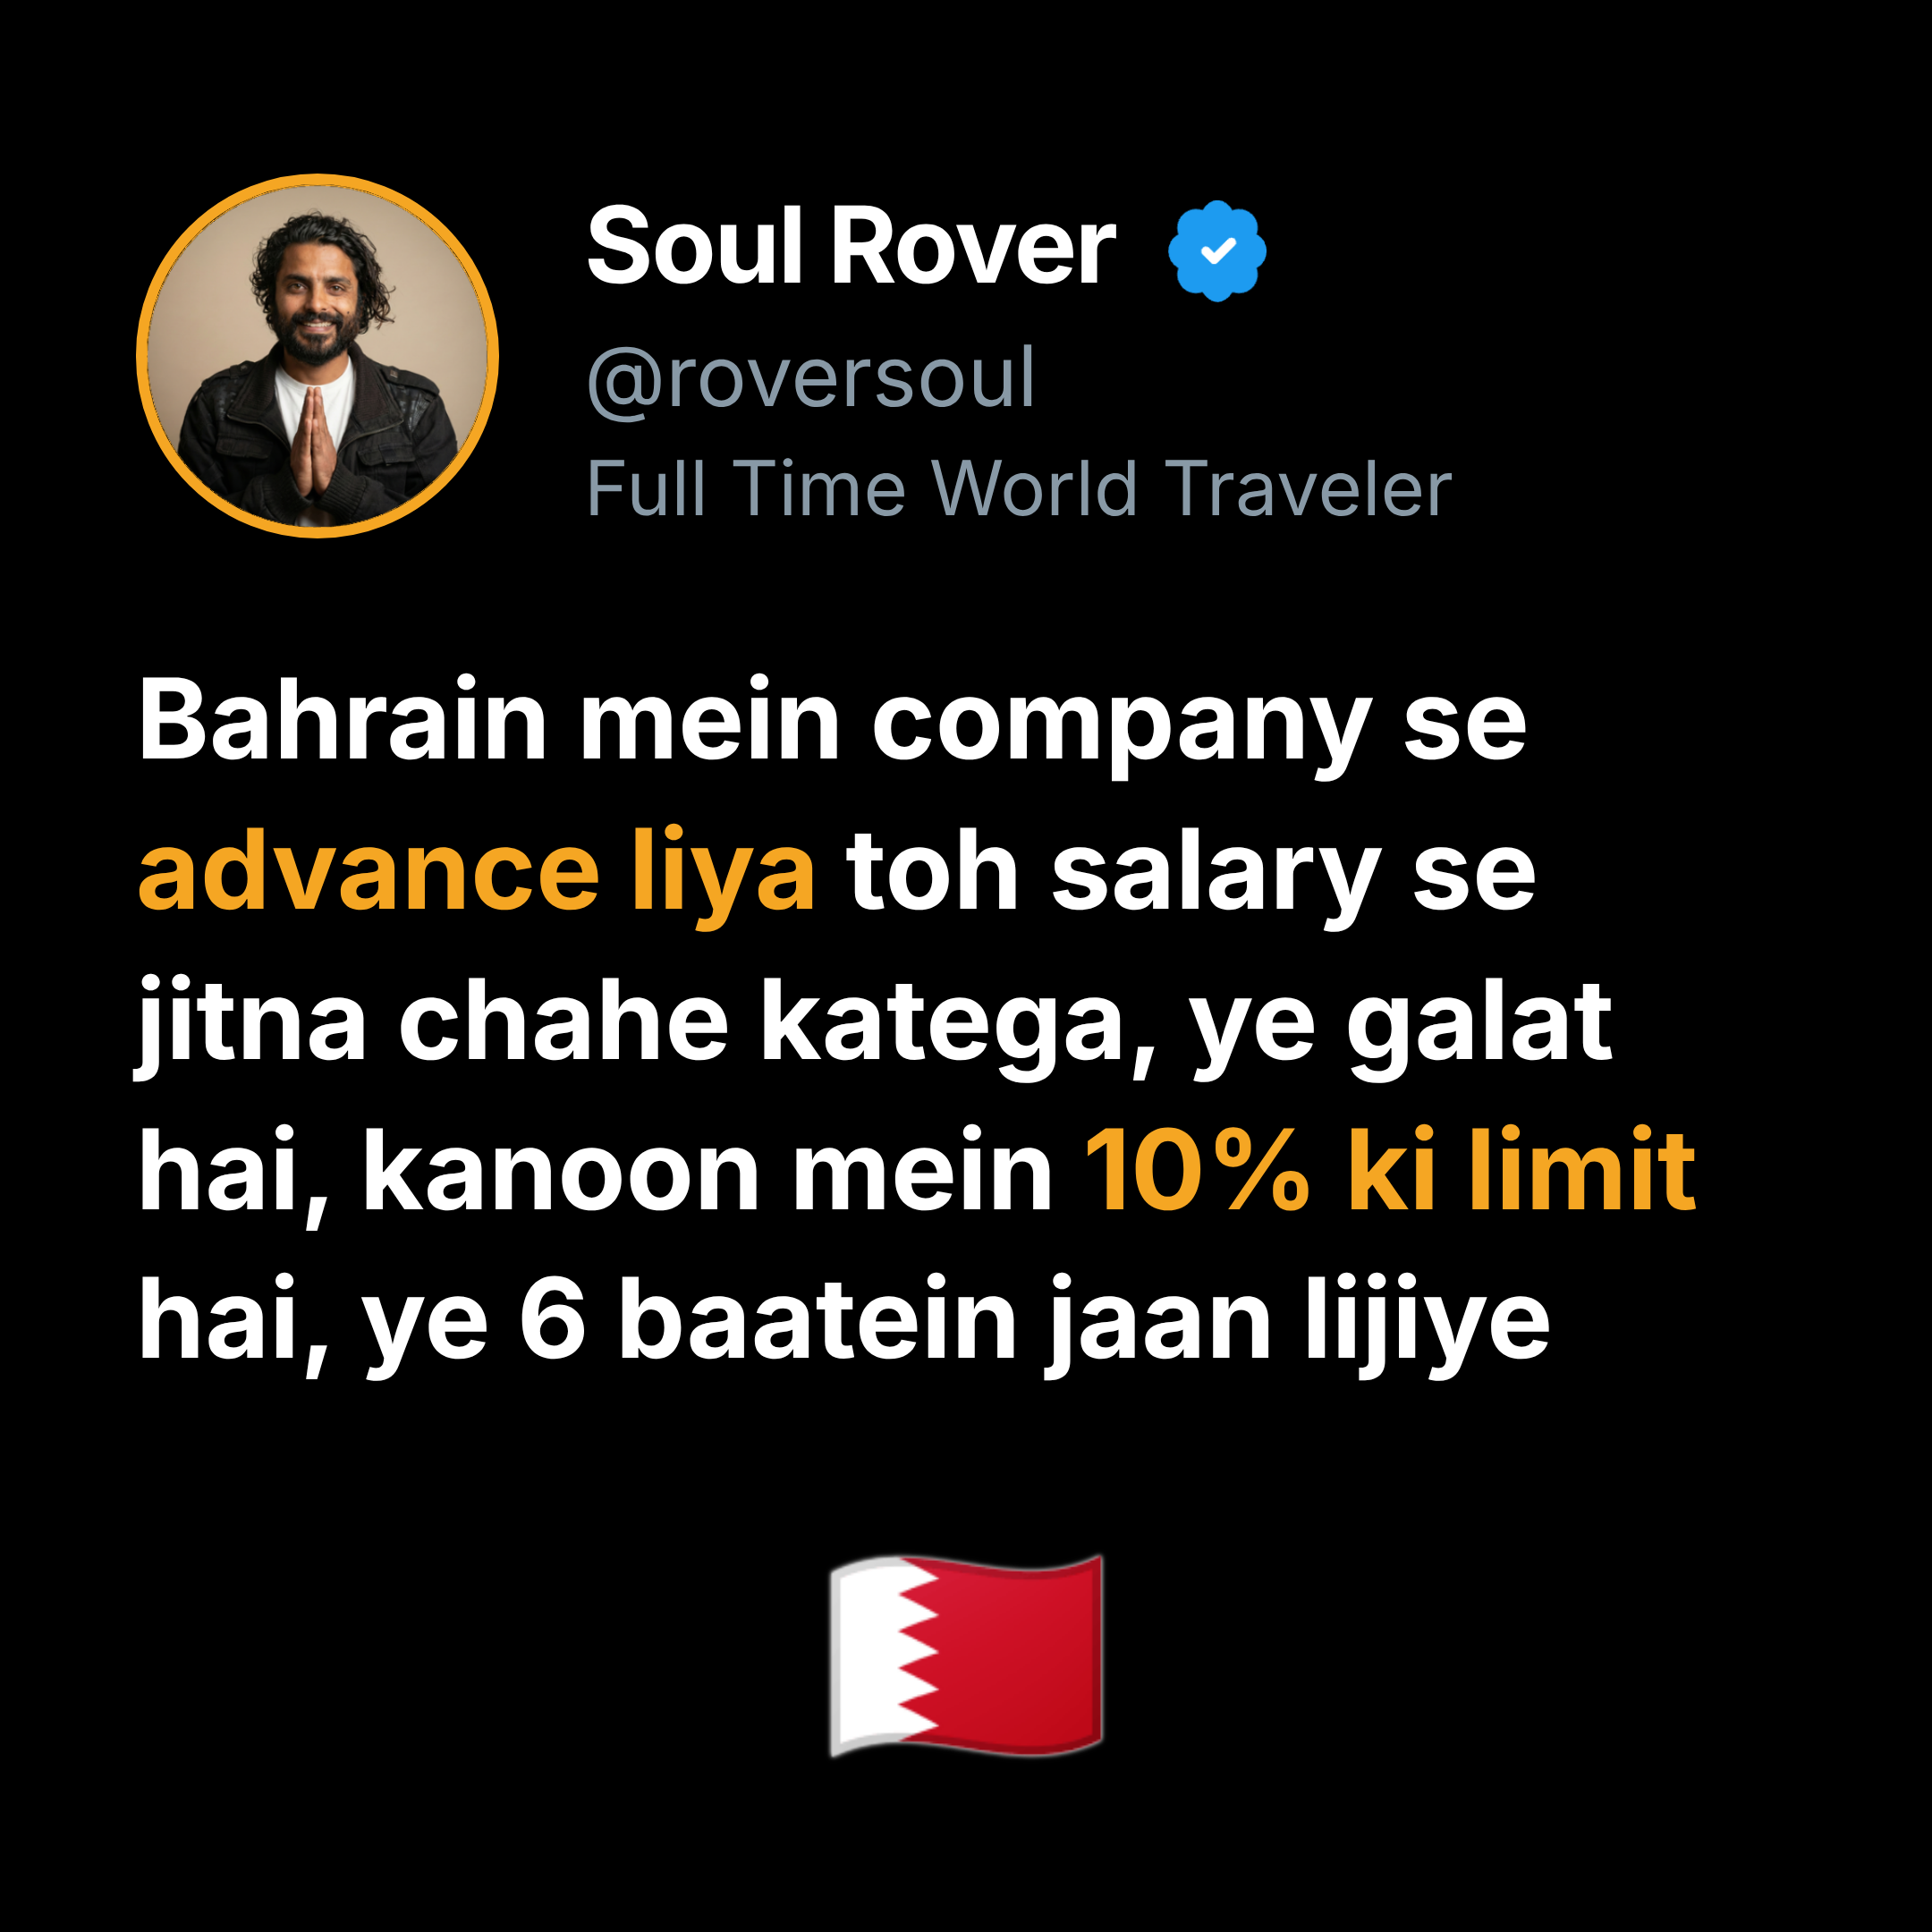 Soul Rover
@roversoul
Full Time World Traveler
Bahrain mein company se
advance liya toh salary se
jitna chahe katega, ye galat
hai, kanoon mein 10% ki limit
hai, ye 6 baatein jaan lijiye